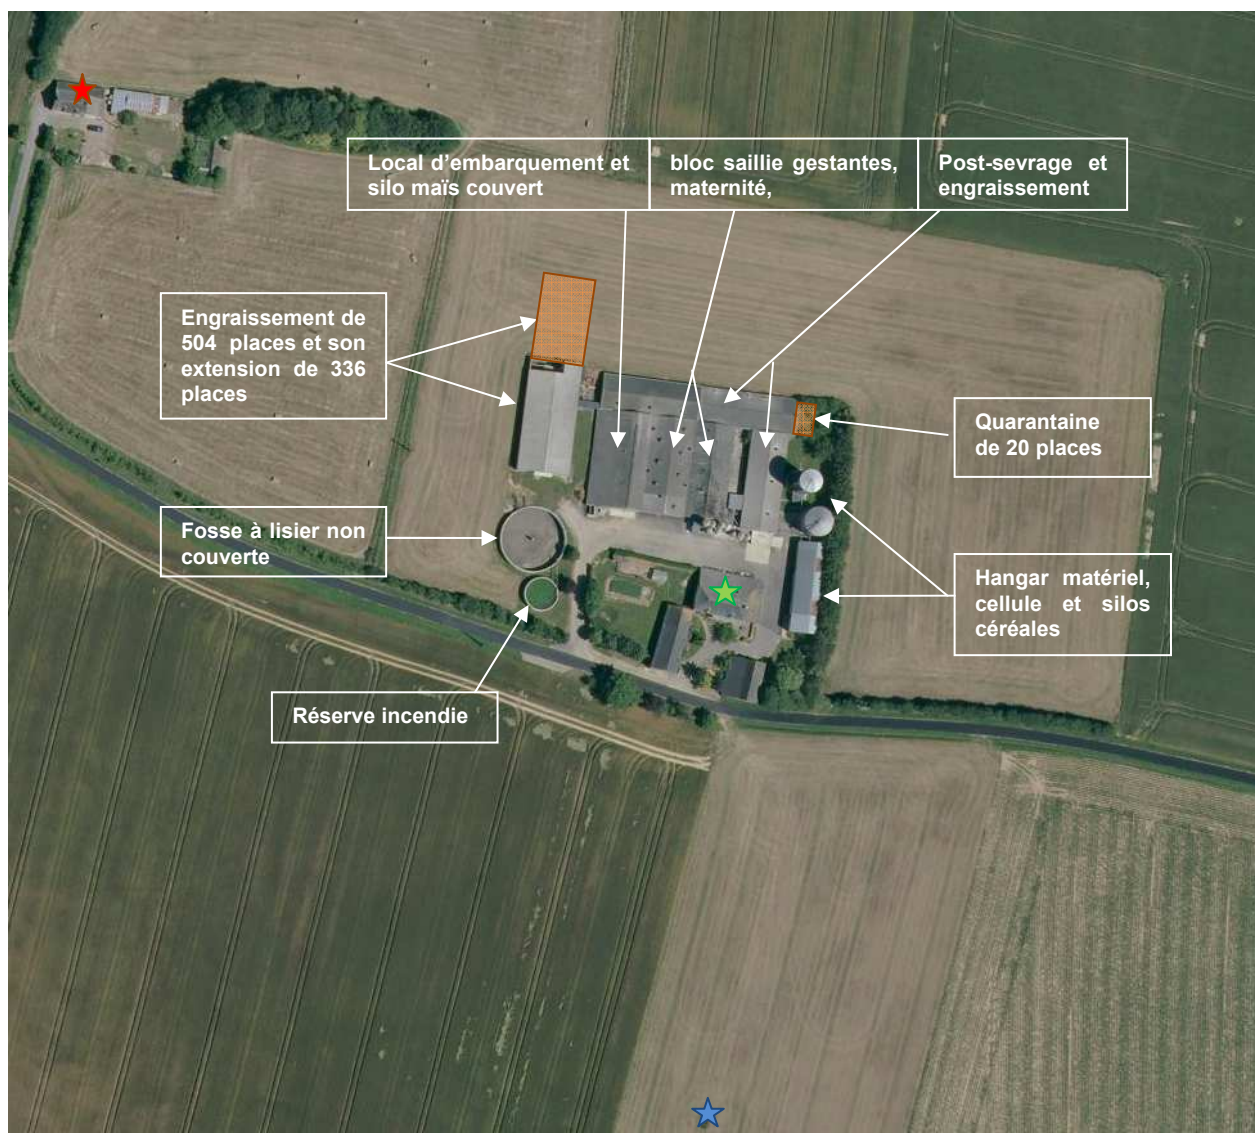 Local d’embarquement et
silo maïs couvert
bloc saillie gestantes,
maternité,
Post-sevrage et
engraissement
Engraissement de
504 places et son
extension de 336
places
Quarantaine
de 20 places
Fosse à lisier non
couverte
Hangar matériel,
cellule et silos
céréales
Réserve incendie